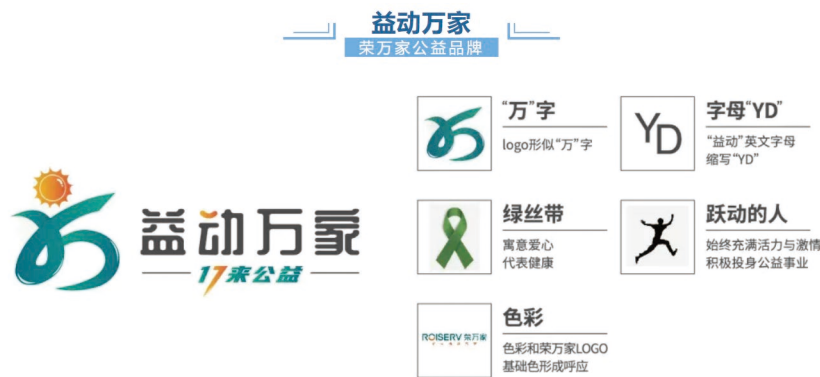 益动万家
荣万家公益品牌
益动万家
17来公益
“万”字
logo形似“万”字
YD
字母“YD”
“益动”英文字母
缩写“YD”
绿丝带
寓意爱心
代表健康
跃动的人
始终充满活力与激情
积极投身公益事业
ROISERV 荣万家
色彩
色彩和荣万家LOGO
基础色形成呼应